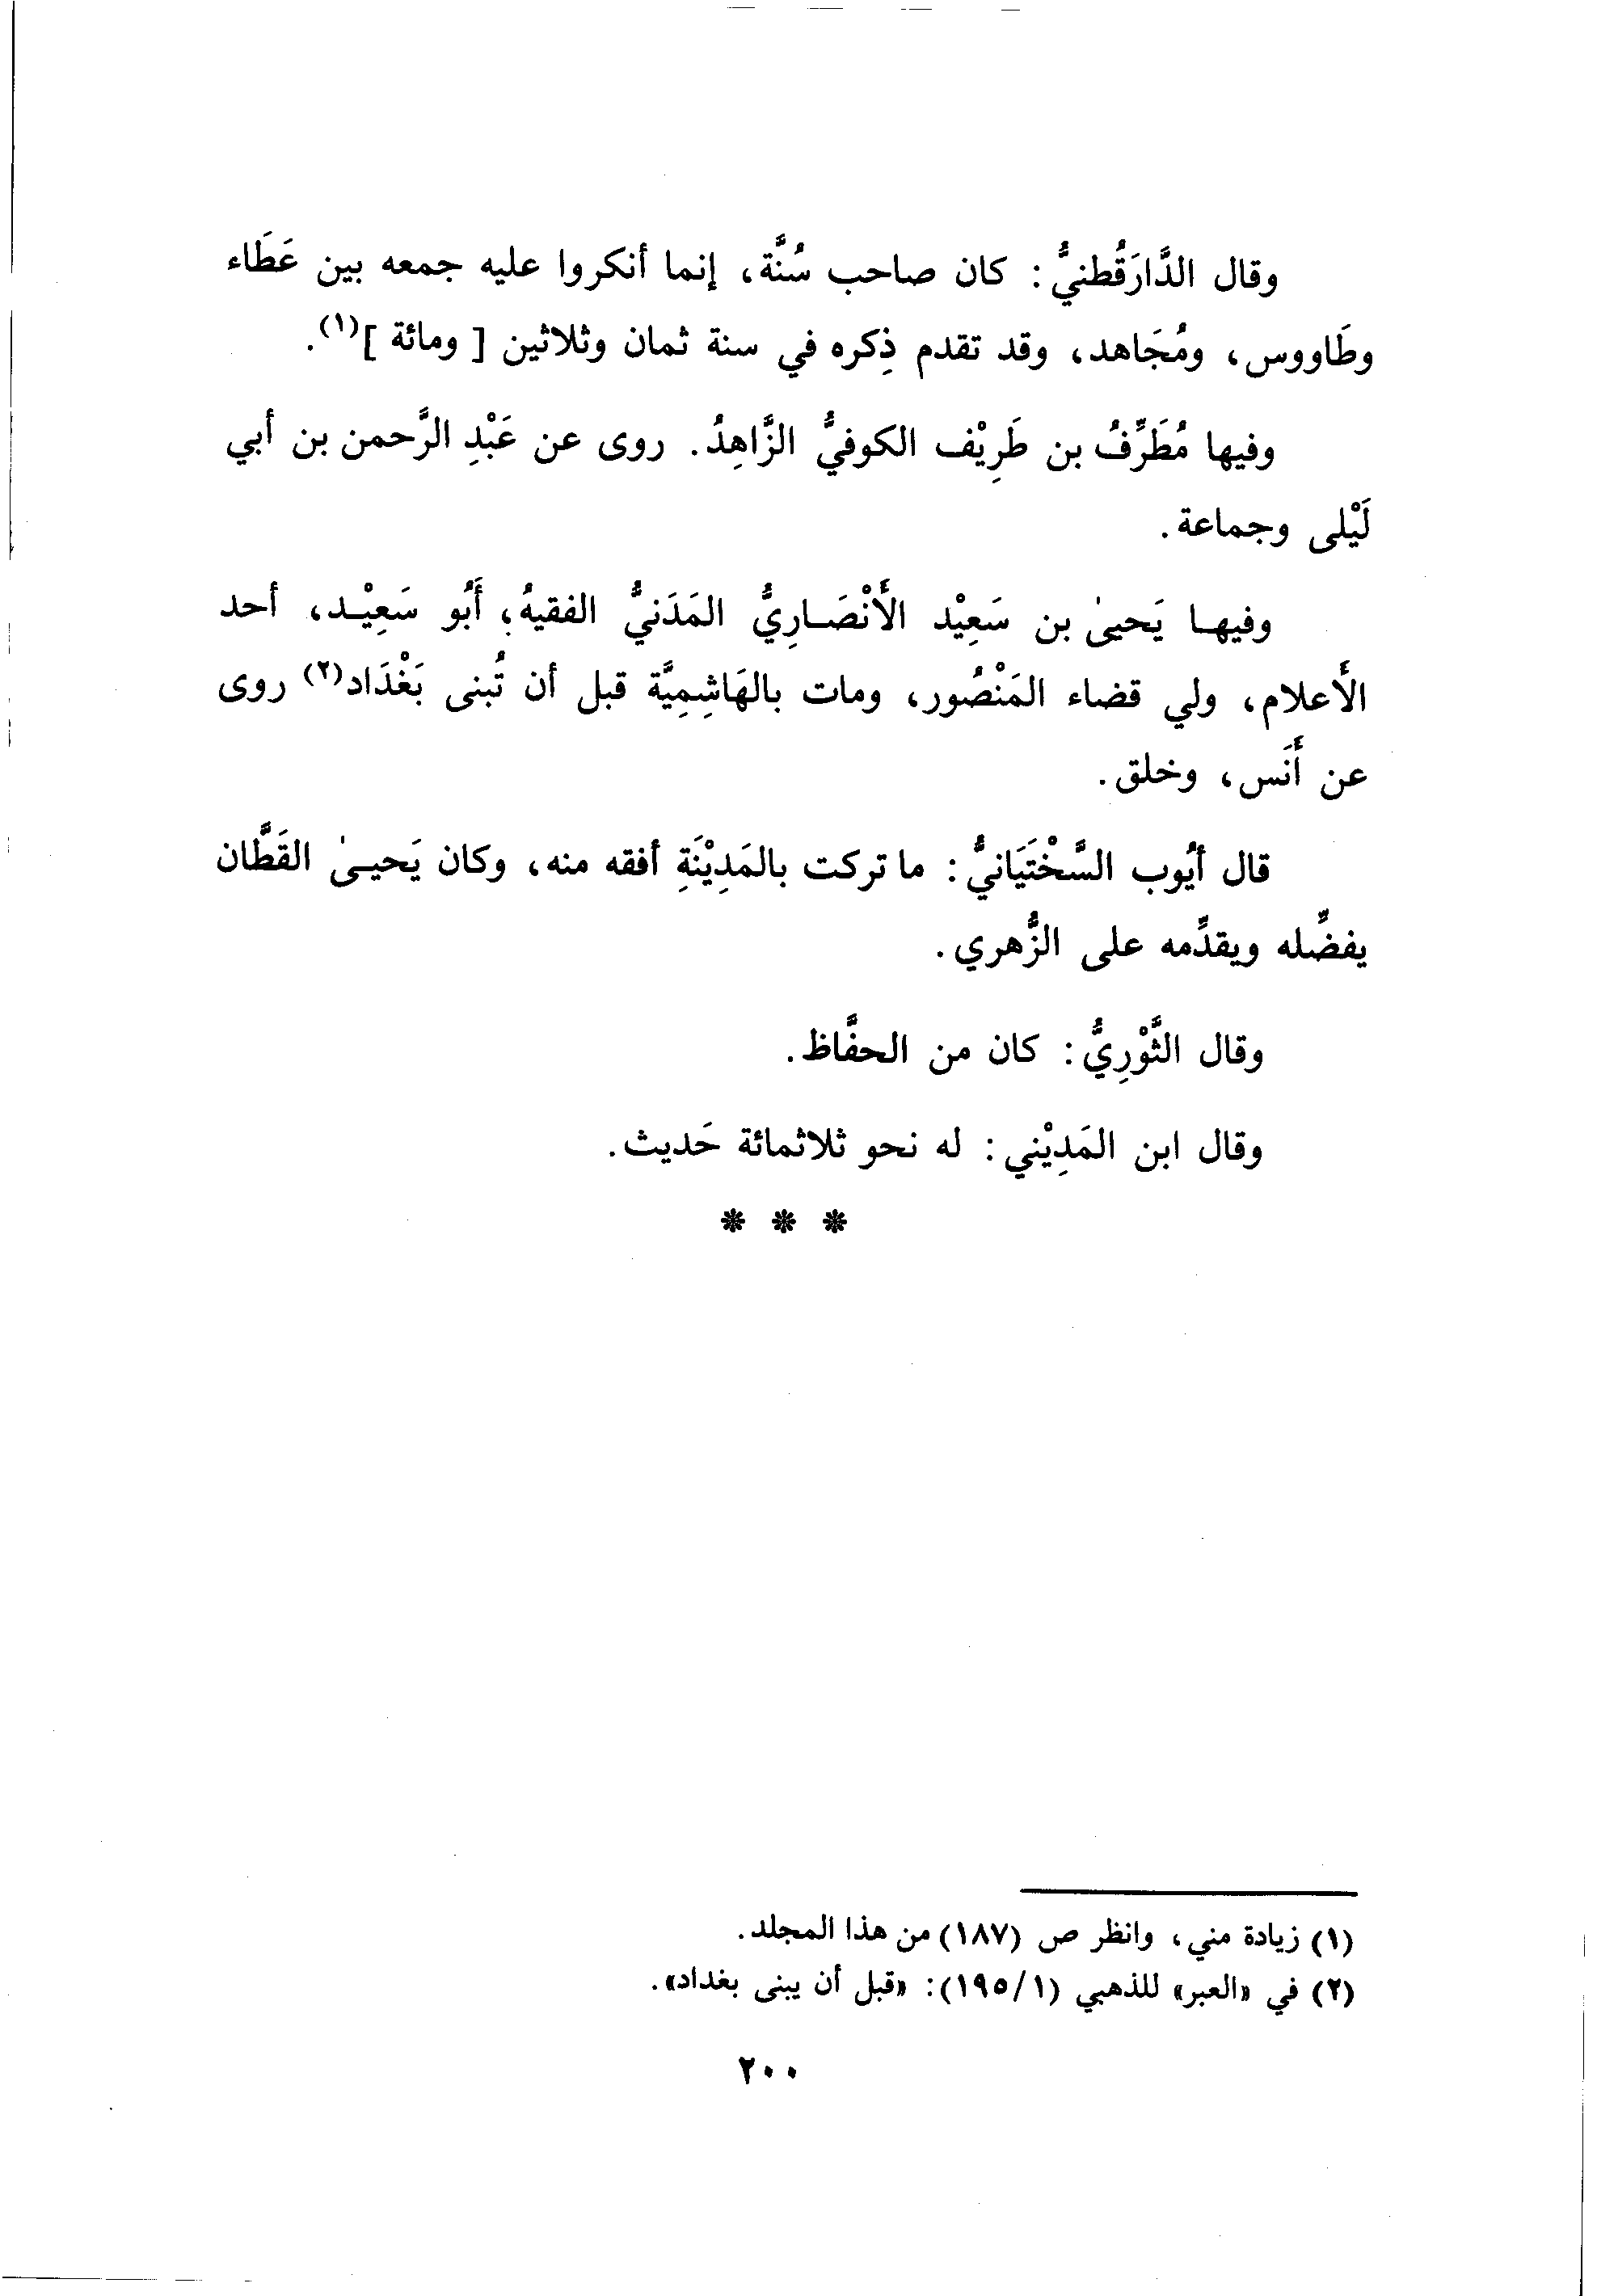 وقال الدَّارَقُطنيُّ: كان صاحب سُنَّة، إنما أنكروا عليه جمعه بين عَطَاء
وطَاووس، ومُجَاهد، وقد تقدم ذِكره في سنة ثمان وثلاثين [ ومائة ](١).
وفيها مُطَرِّفُ بن طَرِيْف الكوفيُّ الزَّاهِدُ. روى عن عَبْدِ الرَّحمن بن أبي
لَيْلى وجماعة.
وفيهـا يَحيىٰ بن سَعِيْد الأَنْصَـارِيُّ المَدَنيُّ الفقيهُ، أَبُو سَعِيْـد، أحد
الأَعلام، ولي قضاء المَنْصُور، ومات بالهَاشِمِيَّة قبل أن تُبنى بَغْدَاد(٢) روى
عن أَنَس، وخلق.
قال أيُوب السَّخْتَيَانيُّ: ما تركت بالمَدِيْنَةِ أفقه منه، وكان يَحيـىٰ القَطَّان
يفضِّله ويقدِّمه على الزُّهري.
وقال الثَّوْرِيُّ: كان من الحفَّاظ.
وقال ابن المَدِيْني: له نحو ثلاثمائة حَديث.
* * *
(١) زيادة مني، وانظر ص (١٨٧) من هذا المجلد.
(٢) في «العبر» للذهبي (١/١٩٥): «قبل أن يبنى بغداد».
٢٠٠